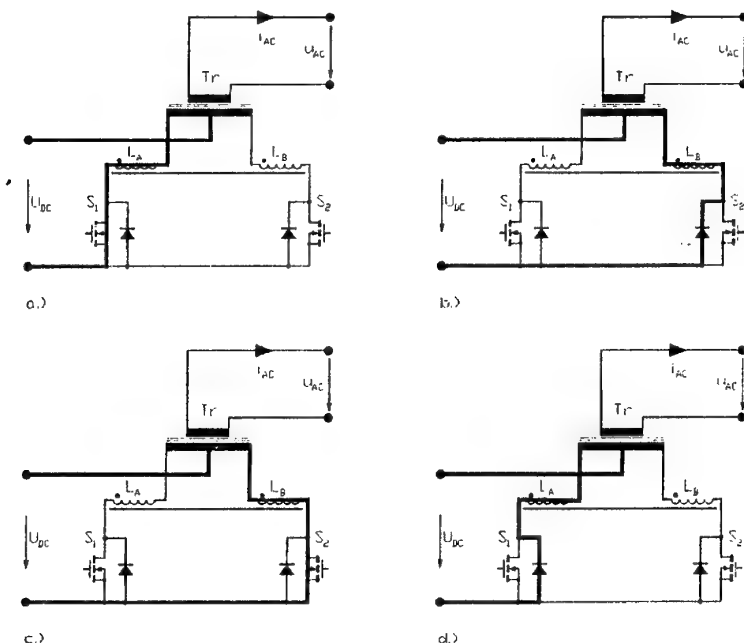 i_AC
U_AC
Tr
L_A
L_B
U_DC
S_1
S_2
a.)
i_AC
U_AC
Tr
L_A
L_B
U_DC
S_1
S_2
b.)
i_AC
U_AC
Tr
L_A
L_B
U_DC
S_1
S_2
c.)
i_AC
U_AC
Tr
L_A
L_B
U_DC
S_1
S_2
d.)